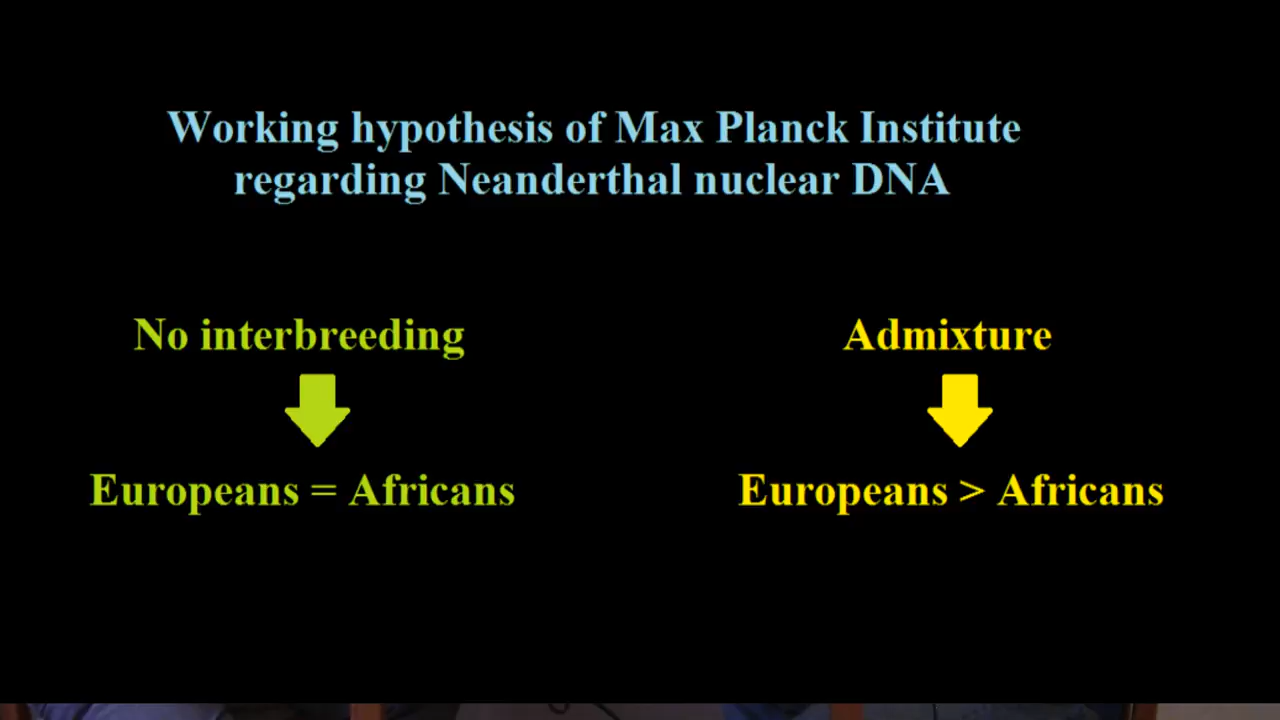 Working hypothesis of Max Planck Institute
regarding Neanderthal nuclear DNA
No interbreeding
Admixture
Europeans = Africans
Europeans > Africans